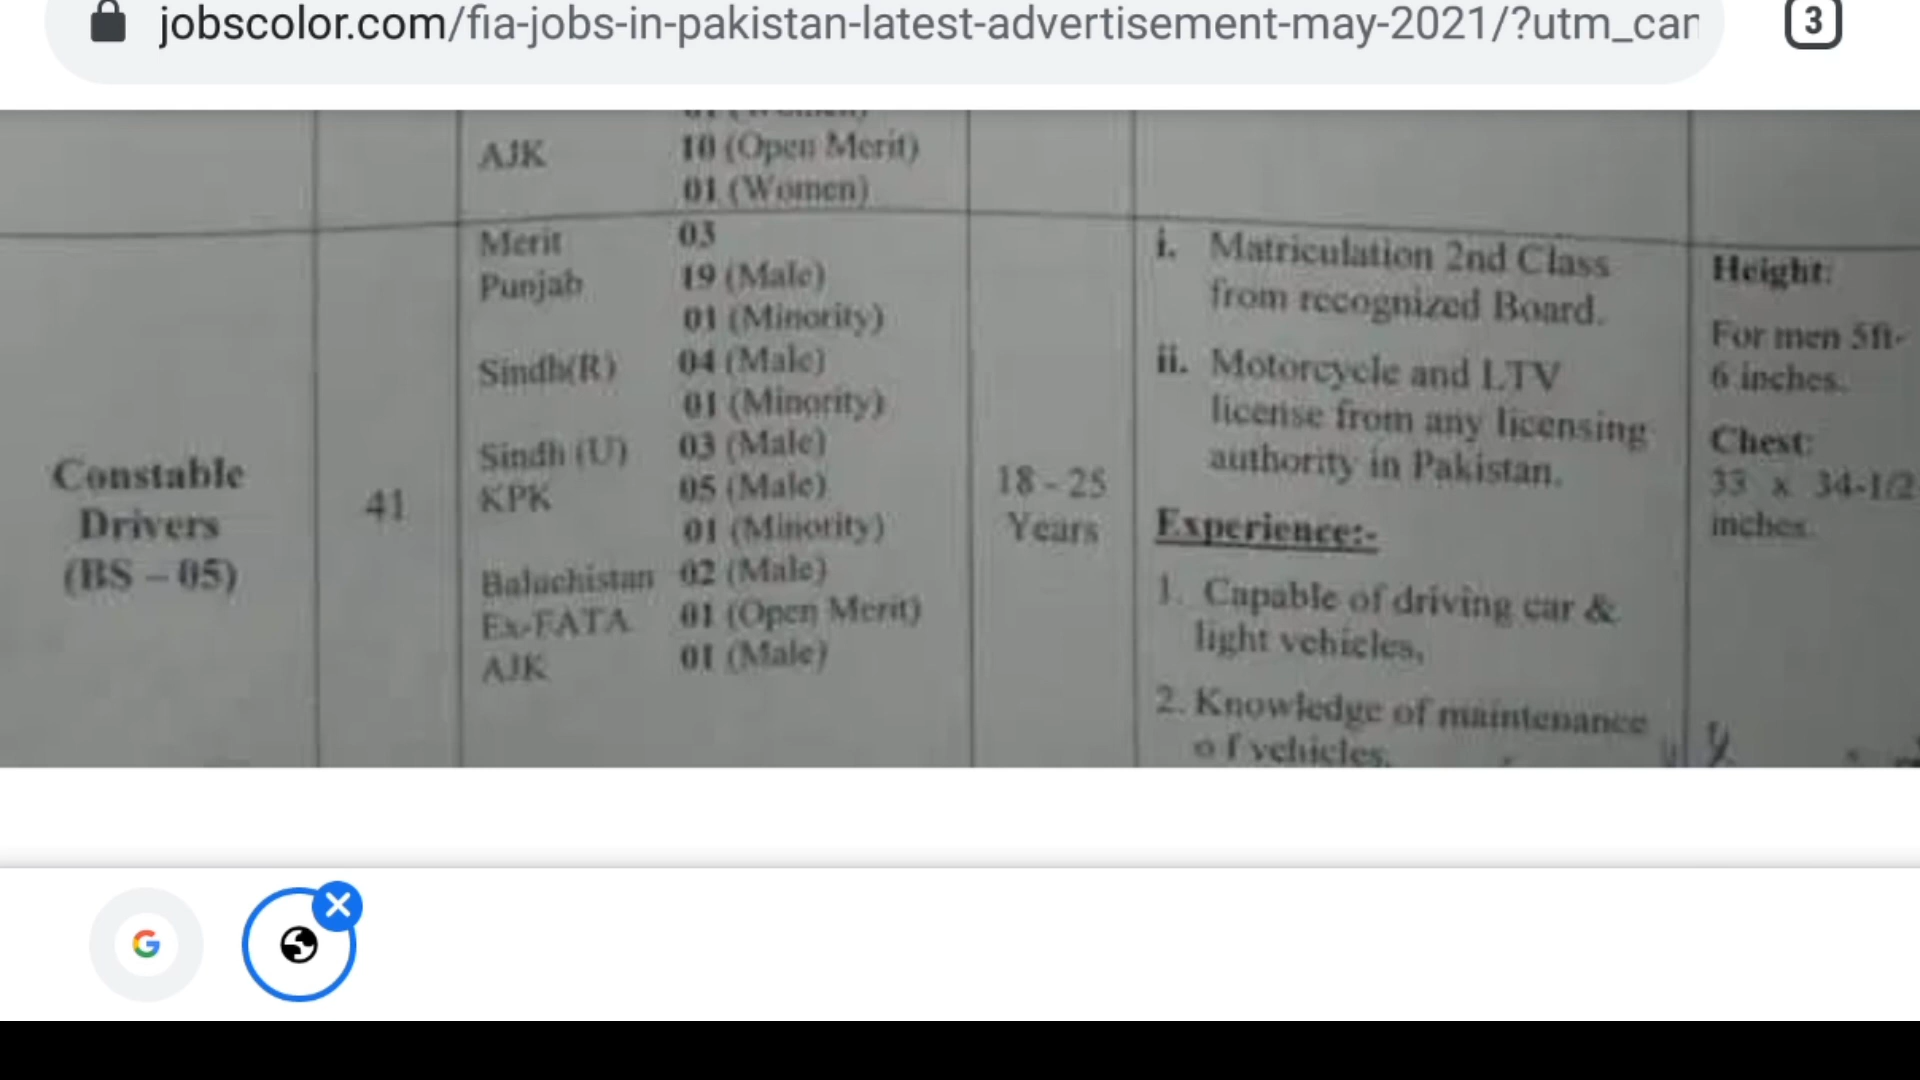 jobscolor.com/fia-jobs-in-pakistan-latest-advertisement-may-2021/?utm_car
3
01 (Women)
AJK 10 (Open Merit)
01 (Women)
Constable
Drivers
(BS – 05)
41
Merit 03
Punjab 19 (Male)
01 (Minority)
Sindh(R) 04 (Male)
01 (Minority)
Sindh (U) 03 (Male)
KPK 05 (Male)
01 (Minority)
Baluchistan 02 (Male)
Ex-FATA 01 (Open Merit)
AJK 01 (Male)
18 - 25
Years
i. Matriculation 2nd Class
from recognized Board.
ii. Motorcycle and LTV
license from any licensing
authority in Pakistan.
Experience:-
1. Capable of driving car &
light vehicles,
2. Knowledge of maintenance
o f vehicles.
Height:
For men 5ft-
6 inches.
Chest:
33 x 34-1/2
inches.
G